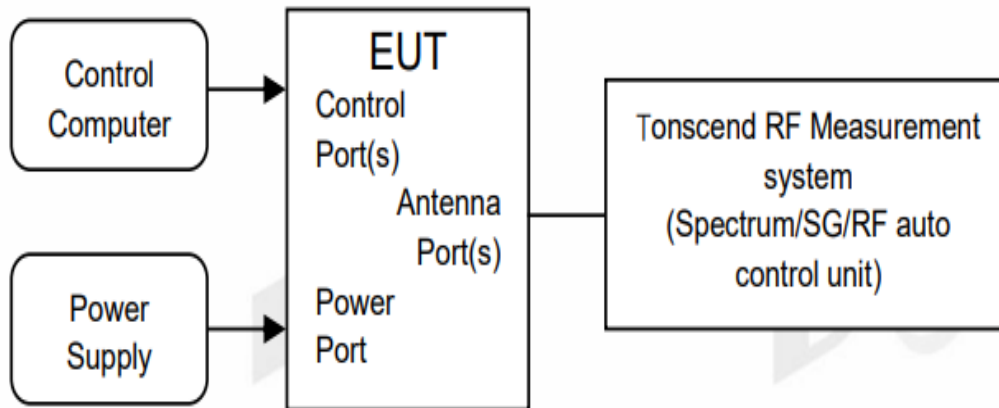 Control
Computer
EUT
Control
Port(s)
Antenna
Port(s)
Power
Port
Power
Supply
Tonscend RF Measurement
system
(Spectrum/SG/RF auto
control unit)